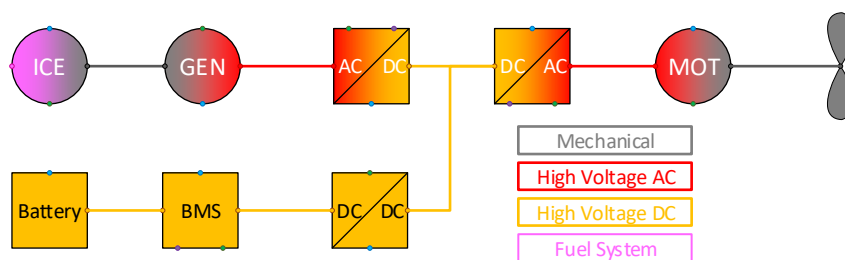 ICE
GEN
AC
DC
DC
AC
MOT
Mechanical
High Voltage AC
High Voltage DC
Fuel System
Battery
BMS
DC
DC